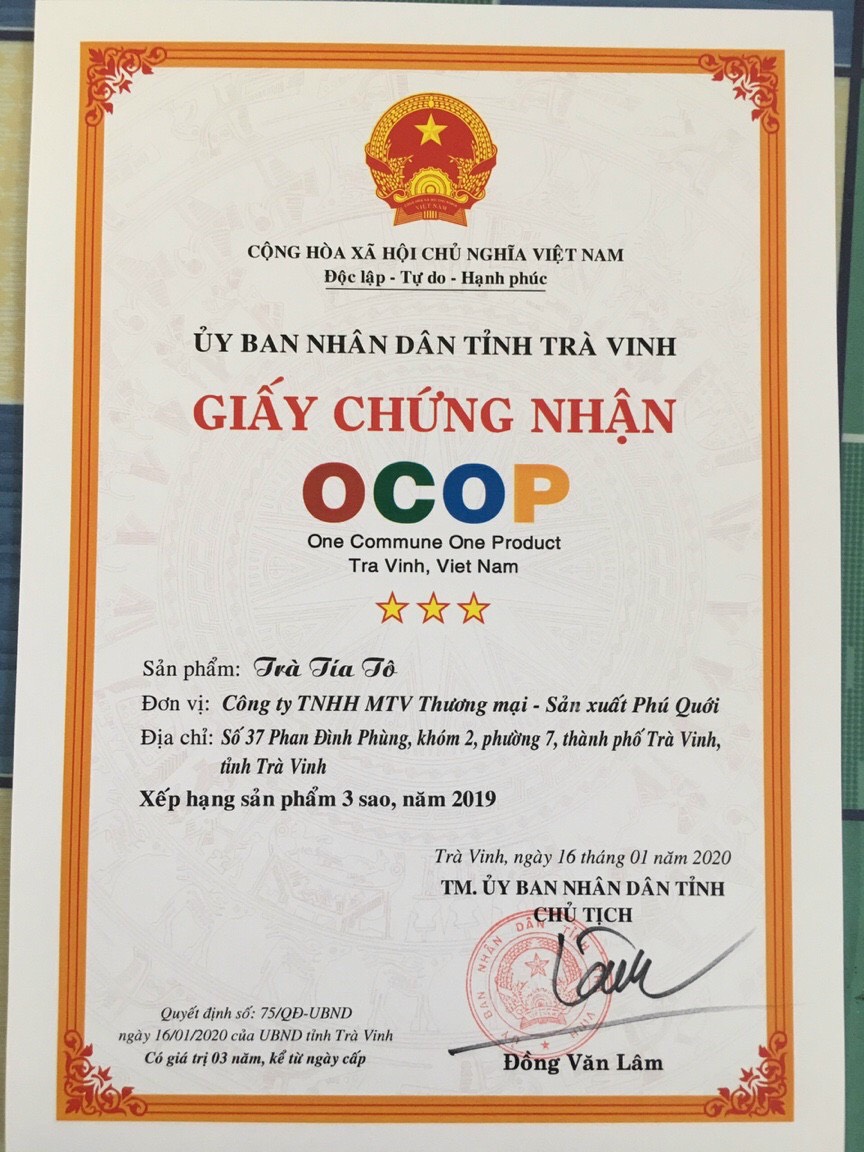 CỘNG HÒA XÃ HỘI CHỦ NGHĨA VIỆT NAM
Độc lập - Tự do - Hạnh phúc
ỦY BAN NHÂN DÂN TỈNH TRÀ VINH
GIẤY CHỨNG NHẬN
OCOP
One Commune One Product
Tra Vinh, Viet Nam
Sản phẩm: Trà Tía Tô
Đơn vị: Công ty TNHH MTV Thương mại - Sản xuất Phú Quới
Địa chỉ: Số 37 Phan Đình Phùng, khóm 2, phường 7, thành phố Trà Vinh,
tỉnh Trà Vinh
Xếp hạng sản phẩm 3 sao, năm 2019
Trà Vinh, ngày 16 tháng 01 năm 2020
TM. ỦY BAN NHÂN DÂN TỈNH
CHỦ TỊCH
Quyết định số: 75/QĐ-UBND
ngày 16/01/2020 của UBND tỉnh Trà Vinh
Có giá trị 03 năm, kể từ ngày cấp
Đồng Văn Lâm